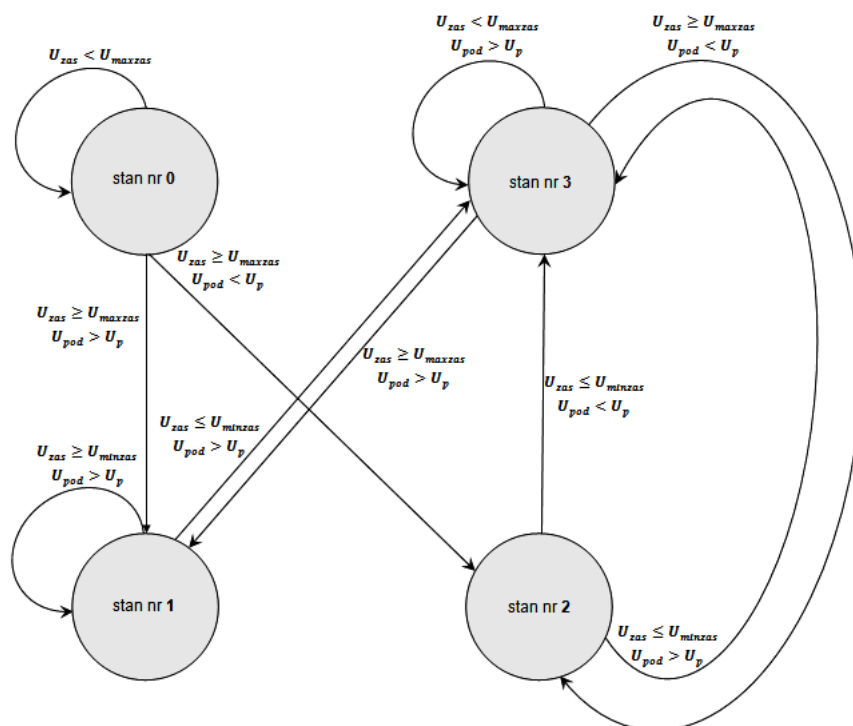 U_zas < U_maxzas
U_zas < U_maxzas
U_pod > U_p
U_zas ≥ U_maxzas
U_pod < U_p
stan nr 0
stan nr 3
U_zas ≥ U_maxzas
U_pod < U_p
U_zas ≥ U_maxzas
U_pod > U_p
U_zas ≥ U_maxzas
U_pod > U_p
U_zas ≤ U_minzas
U_pod < U_p
U_zas ≤ U_minzas
U_pod > U_p
U_zas ≥ U_minzas
U_pod > U_p
stan nr 1
stan nr 2
U_zas ≤ U_minzas
U_pod > U_p